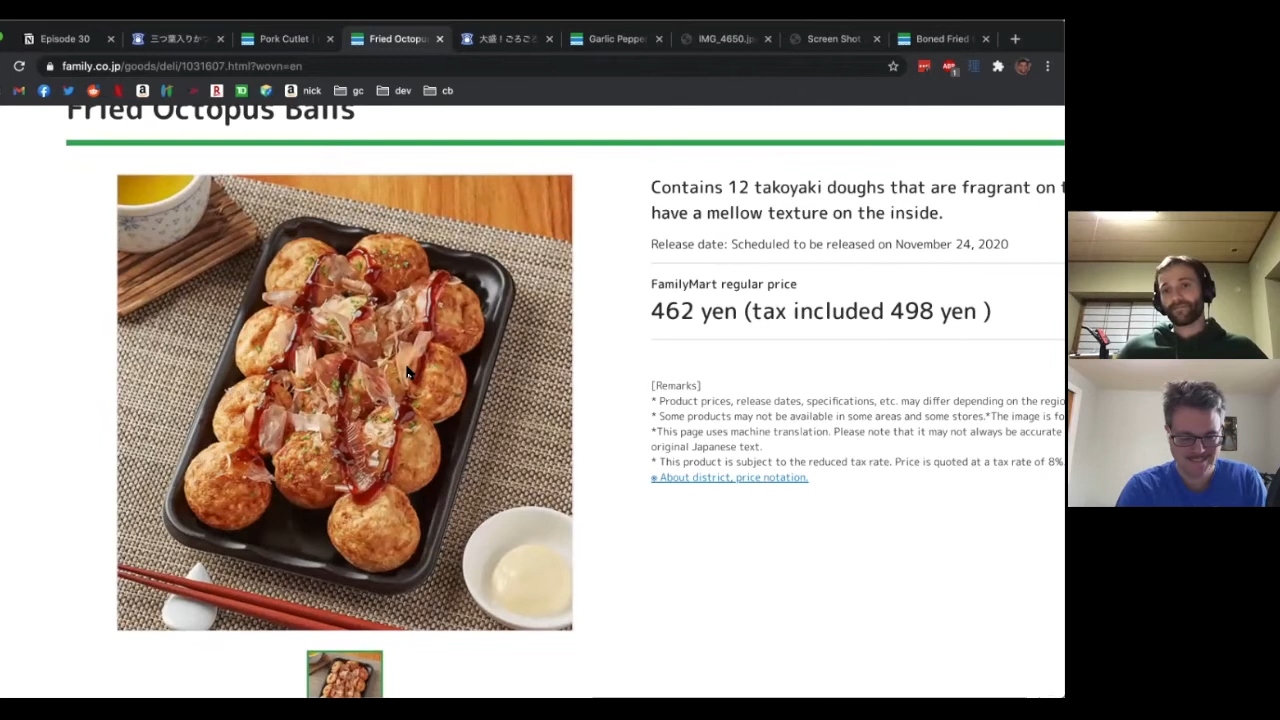 Episode 30
三つ葉入りか
Pork Cutlet
Fried Octopu
大盛！ごろご
Garlic Peppe
IMG_4650.jp
Screen Shot
Boned Fried
family.co.jp/goods/deli/1031607.html?wovn=en
nick
gc
dev
cb
Fried Octopus Balls
Contains 12 takoyaki doughs that are fragrant on t
have a mellow texture on the inside.
Release date: Scheduled to be released on November 24, 2020
FamilyMart regular price
462 yen (tax included 498 yen )
[Remarks]
* Product prices, release dates, specifications, etc. may differ depending on the regio
* Some products may not be available in some areas and some stores.*The image is fo
*This page uses machine translation. Please note that it may not always be accurate
original Japanese text.
* This product is subject to the reduced tax rate. Price is quoted at a tax rate of 8%.
※ About district, price notation.